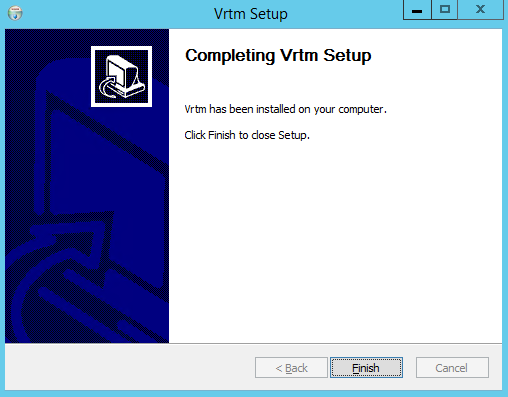 Vrtm Setup
Completing Vrtm Setup
Vrtm has been installed on your computer.
Click Finish to close Setup.
< Back
Finish
Cancel